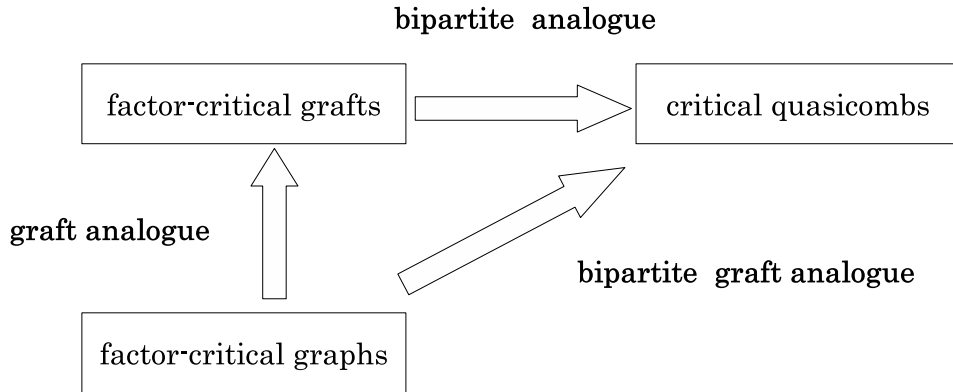 bipartite analogue
factor-critical grafts
critical quasicombs
graft analogue
bipartite graft analogue
factor-critical graphs